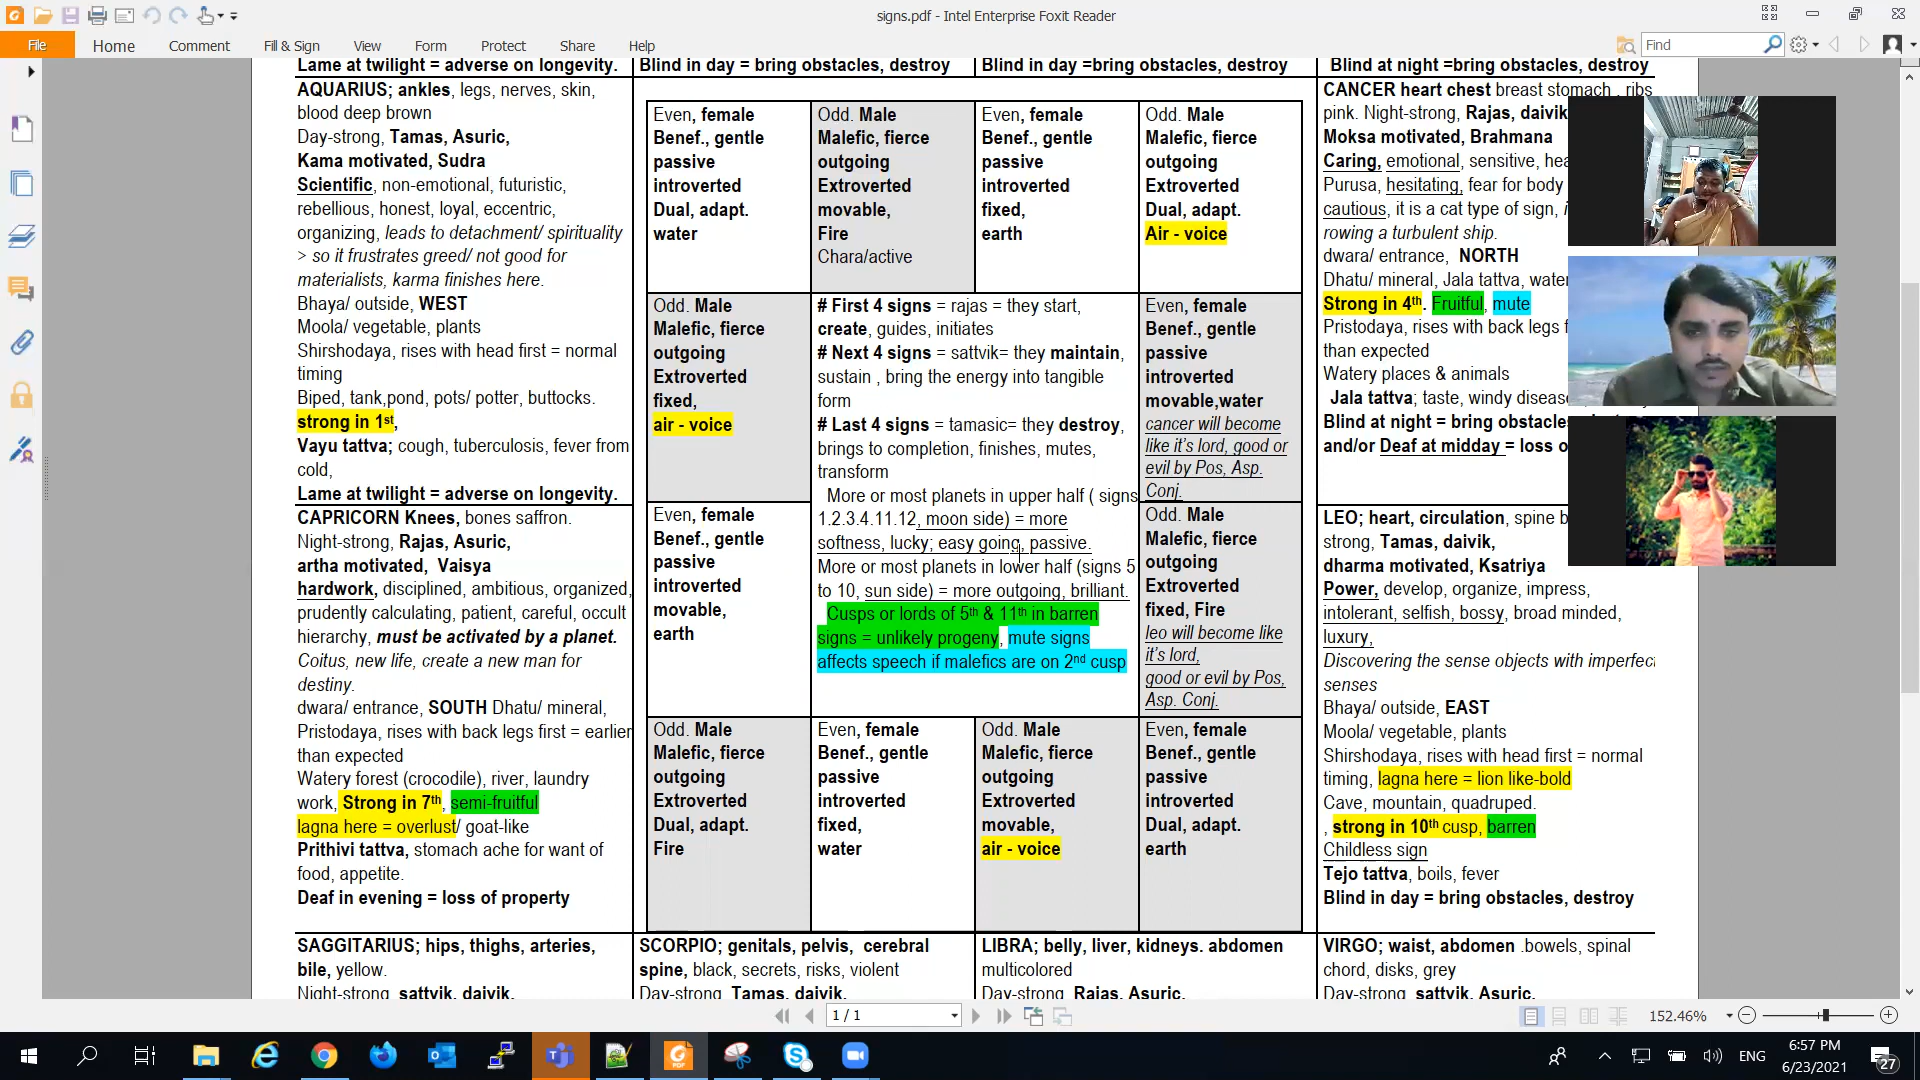 signs.pdf - Intel Enterprise Foxit Reader
File Home Comment Fill & Sign View Form Protect Share Help
Find
Lame at twilight = adverse on longevity.
AQUARIUS; ankles, legs, nerves, skin,
blood deep brown
Day-strong, Tamas, Asuric,
Kama motivated, Sudra
Scientific, non-emotional, futuristic,
rebellious, honest, loyal, eccentric,
organizing, leads to detachment/ spirituality
> so it frustrates greed/ not good for
materialists, karma finishes here.
Bhaya/ outside, WEST
Moola/ vegetable, plants
Shirshodaya, rises with head first = normal
timing
Biped, tank,pond, pots/ potter, buttocks.
strong in 1st,
Vayu tattva; cough, tuberculosis, fever from
cold,
Lame at twilight = adverse on longevity.
CAPRICORN Knees, bones saffron.
Night-strong, Rajas, Asuric,
artha motivated, Vaisya
hardwork, disciplined, ambitious, organized,
prudently calculating, patient, careful, occult
hierarchy, must be activated by a planet.
Coitus, new life, create a new man for
destiny.
dwara/ entrance, SOUTH Dhatu/ mineral,
Pristodaya, rises with back legs first = earlier
than expected
Watery forest (crocodile), river, laundry
work, Strong in 7th, semi-fruitful
lagna here = overlust/ goat-like
Prithivi tattva, stomach ache for want of
food, appetite.
Deaf in evening = loss of property
SAGGITARIUS; hips, thighs, arteries,
bile, yellow.
Night-strong, sattvik, daivik,
Blind in day = bring obstacles, destroy
Blind in day =bring obstacles, destroy
Even, female
Benef., gentle
passive
introverted
Dual, adapt.
water
Odd. Male
Malefic, fierce
outgoing
Extroverted
movable,
Fire
Chara/active
Even, female
Benef., gentle
passive
introverted
fixed,
earth
Odd. Male
Malefic, fierce
outgoing
Extroverted
Dual, adapt.
Air - voice
Odd. Male
Malefic, fierce
outgoing
Extroverted
fixed,
air - voice
# First 4 signs = rajas = they start,
create, guides, initiates
# Next 4 signs = sattvik= they maintain,
sustain , bring the energy into tangible
form
# Last 4 signs = tamasic= they destroy,
brings to completion, finishes, mutes,
transform
More or most planets in upper half ( signs
1.2.3.4.11.12, moon side) = more
softness, lucky; easy going, passive.
More or most planets in lower half (signs 5
to 10, sun side) = more outgoing, brilliant.
Cusps or lords of 5th & 11th in barren
signs = unlikely progeny, mute signs
affects speech if malefics are on 2nd cusp
Even, female
Benef., gentle
passive
introverted
movable,water
cancer will become
like it's lord, good or
evil by Pos, Asp.
Conj.
Even, female
Benef., gentle
passive
introverted
movable,
earth
Odd. Male
Malefic, fierce
outgoing
Extroverted
fixed, Fire
leo will become like
it's lord,
good or evil by Pos,
Asp. Conj.
Odd. Male
Malefic, fierce
outgoing
Extroverted
Dual, adapt.
Fire
Even, female
Benef., gentle
passive
introverted
fixed,
water
Odd. Male
Malefic, fierce
outgoing
Extroverted
movable,
air - voice
Even, female
Benef., gentle
passive
introverted
Dual, adapt.
earth
SCORPIO; genitals, pelvis, cerebral
spine, black, secrets, risks, violent
Day-strong, Tamas, daivik,
LIBRA; belly, liver, kidneys. abdomen
multicolored
Day-strong, Rajas, Asuric,
Blind at night =bring obstacles, destroy
CANCER heart chest breast stomach , ribs
pink. Night-strong, Rajas, daivik
Moksa motivated, Brahmana
Caring, emotional, sensitive,
Purusa, hesitating, fear for body
cautious, it is a cat type of sign,
rowing a turbulent ship.
dwara/ entrance, NORTH
Dhatu/ mineral, Jala tattva,
Strong in 4th. Fruitful, mute
Pristodaya, rises with back legs
than expected
Watery places & animals
Jala tattva; taste, windy
Blind at night = bring
and/or Deaf at midday = loss
LEO; heart, circulation, spine
strong, Tamas, daivik,
dharma motivated, Ksatriya
Power, develop, organize, impress,
intolerant, selfish, bossy, broad minded,
luxury,
Discovering the sense objects with imperfect
senses
Bhaya/ outside, EAST
Moola/ vegetable, plants
Shirshodaya, rises with head first = normal
timing, lagna here = lion like-bold
Cave, mountain, quadruped.
, strong in 10th cusp, barren
Childless sign
Tejo tattva, boils, fever
Blind in day = bring obstacles, destroy
VIRGO; waist, abdomen .bowels, spinal
chord, disks, grey
Day-strong, sattvik, Asuric,
1 / 1
152.46%
ENG
6:57 PM
6/23/2021
27